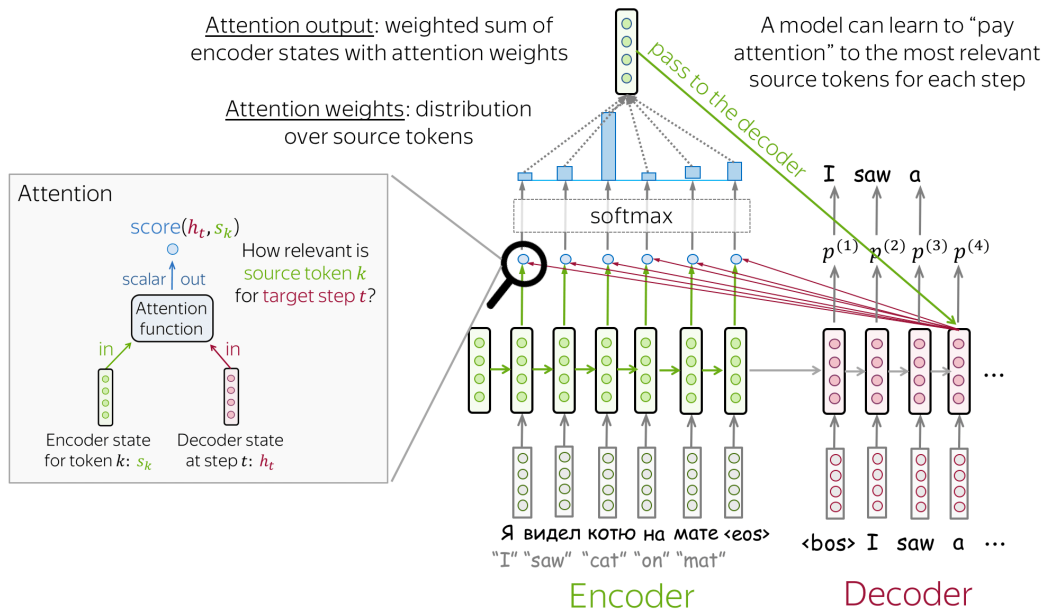 Attention output: weighted sum of
encoder states with attention weights
A model can learn to “pay
attention” to the most relevant
source tokens for each step
pass to the decoder
Attention weights: distribution
over source tokens
softmax
I saw a
p⁽¹⁾ p⁽²⁾ p⁽³⁾ p⁽⁴⁾
Attention
score(hₜ, sₖ)
How relevant is
source token k
for target step t?
scalar out
Attention
function
in in
Encoder state
for token k: sₖ
Decoder state
at step t: hₜ
...
Я видел котю на мате <eos>
“I” “saw” “cat” “on” “mat”
<bos> I saw a ...
Encoder
Decoder